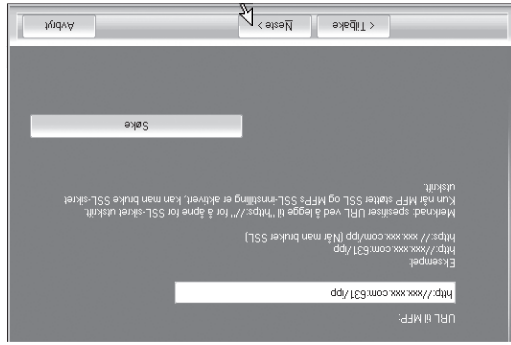 URL til MFP:
http://xxx.xxx.com:631/ipp
Eksempel:
http://xxx.xxx.com:631/ipp
https:// xxx.xxx.com/ipp (Når man bruker SSL)
Merknad: spesifiser URL ved å legge til "https://" for å åpne for SSL-sikret utskrift.
Kun når MFP støtter SSL og MFPs SSL-innstilling er aktivert, kan man bruke SSL-sikret
utskrift.
Søke
< Tilbake
Neste >
Avbryt